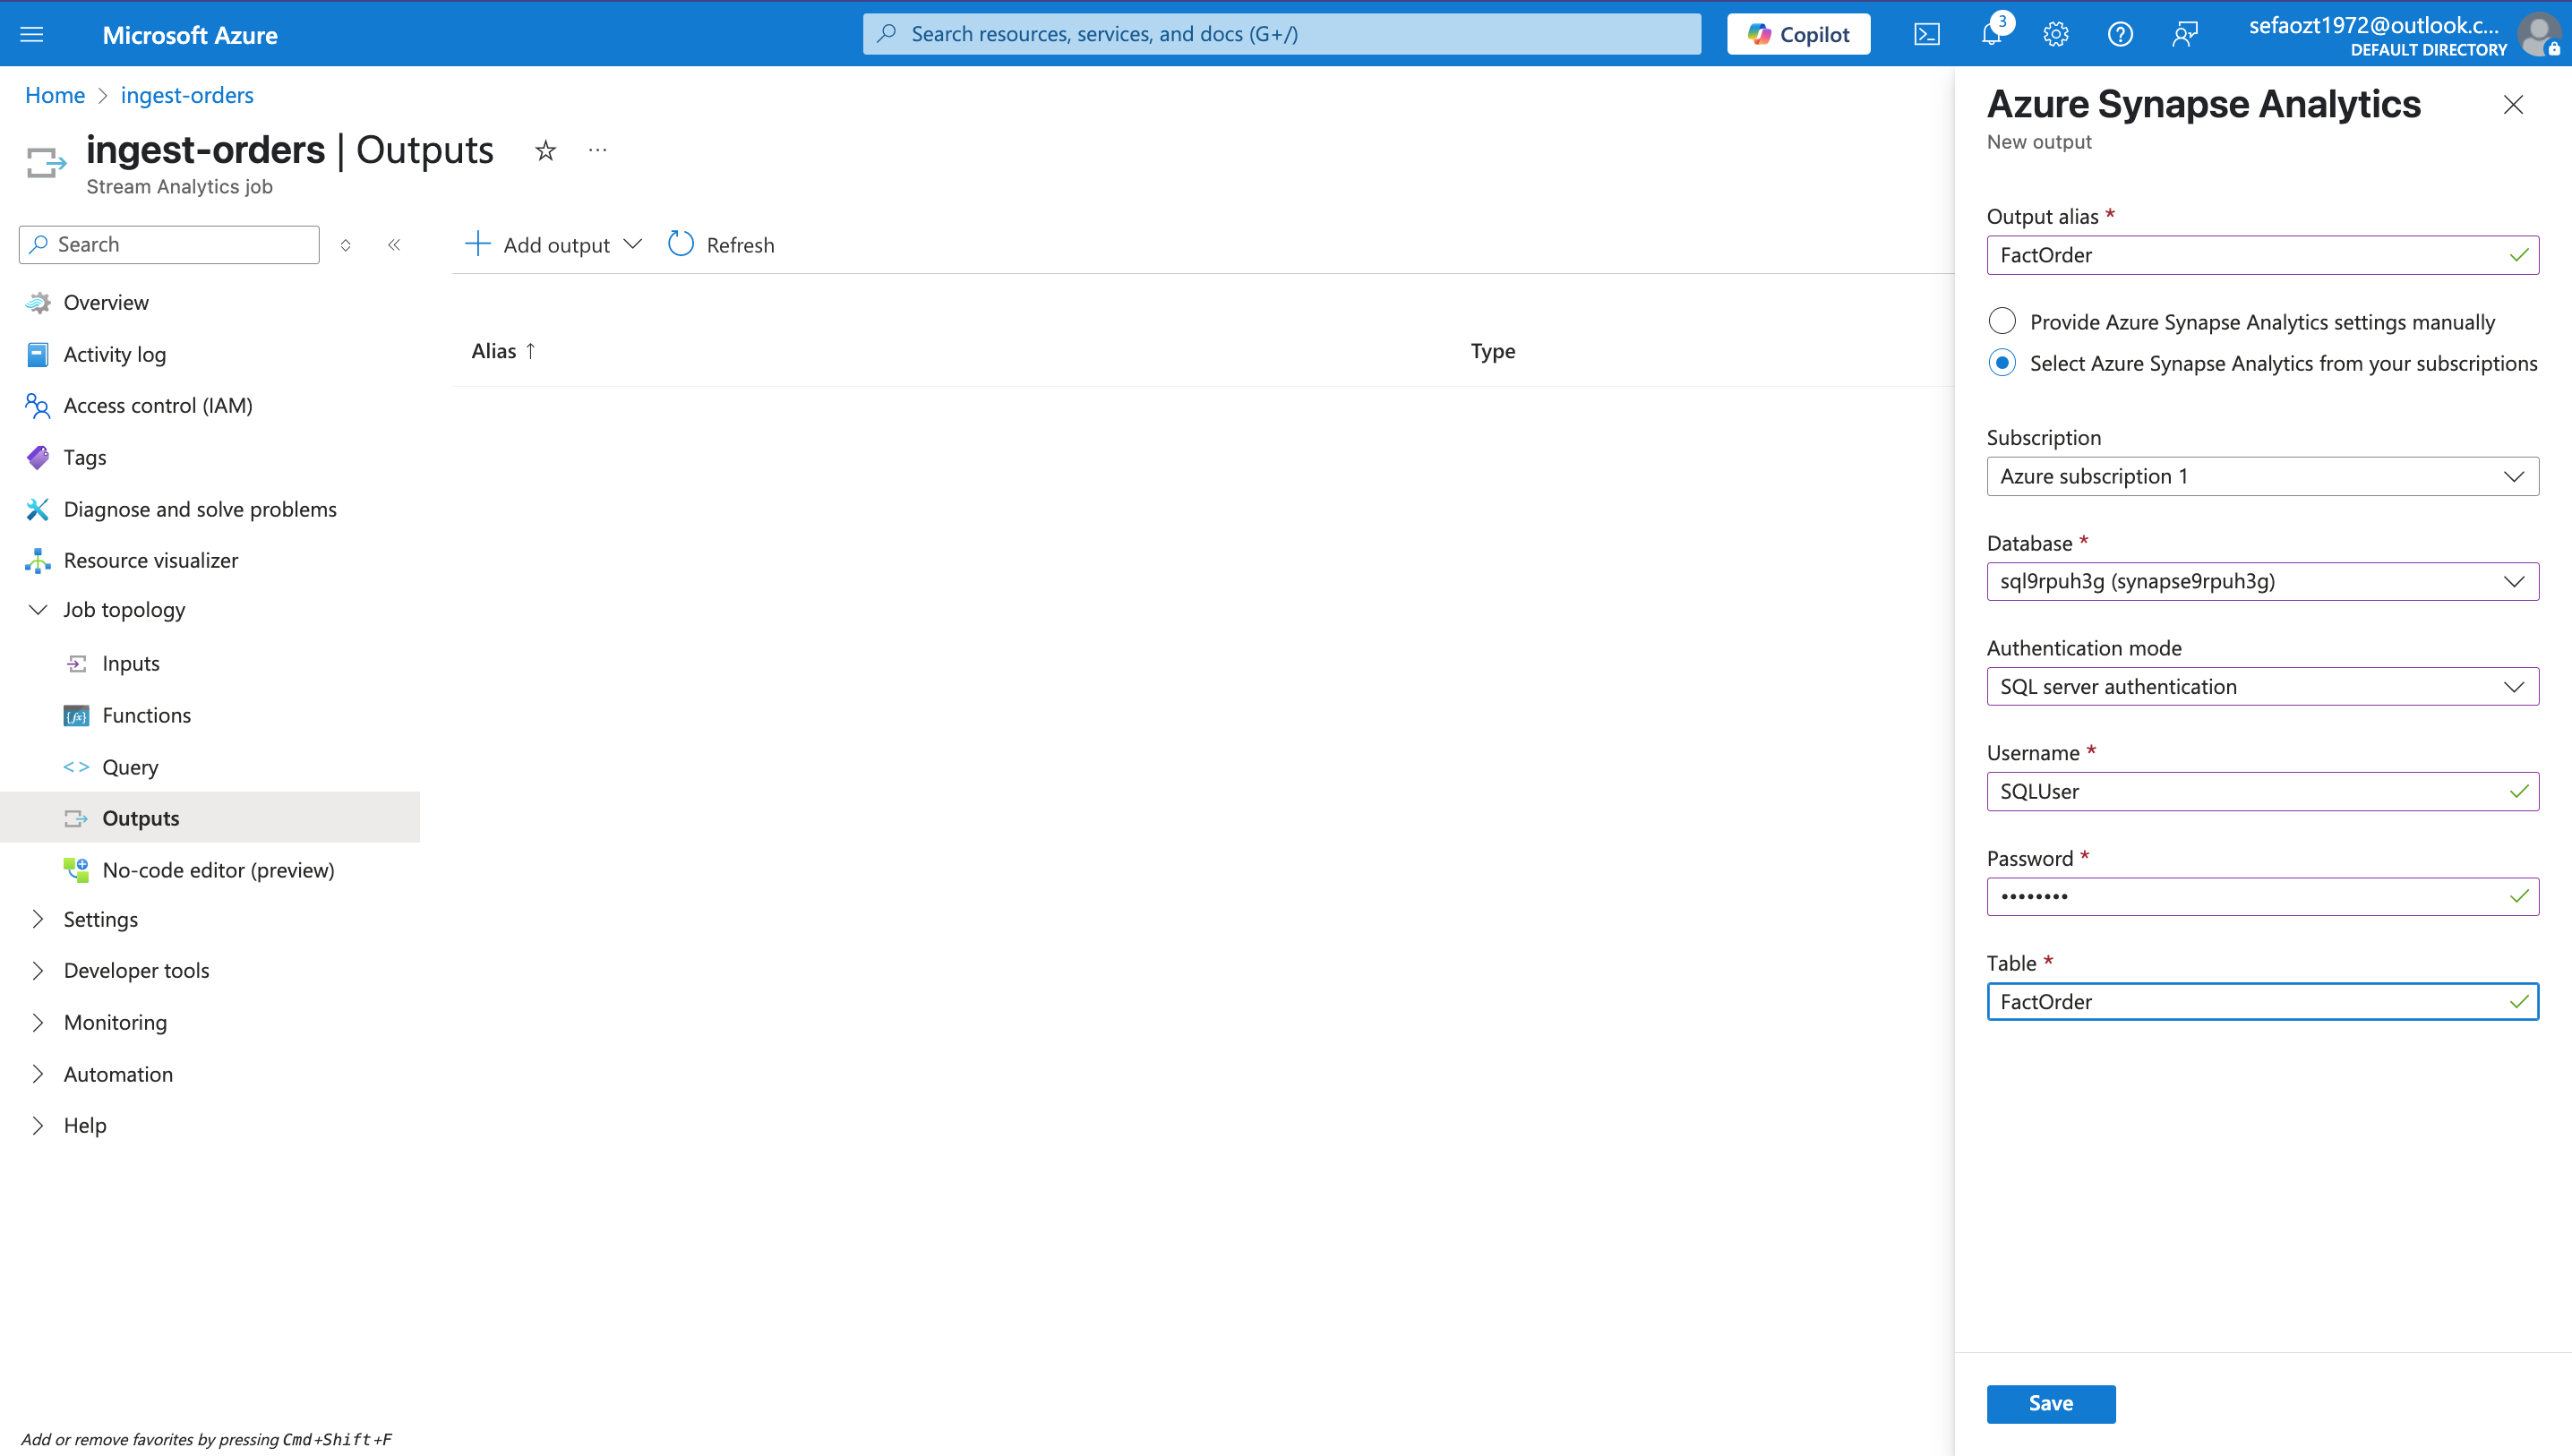 Microsoft Azure
Search resources, services, and docs (G+/)
Copilot
3
sefaozt1972@outlook.c...
DEFAULT DIRECTORY
Home > ingest-orders
ingest-orders | Outputs
...
Stream Analytics job
Search
Add output
Refresh
Overview
Activity log
Access control (IAM)
Tags
Diagnose and solve problems
Resource visualizer
Job topology
Inputs
Functions
Query
Outputs
No-code editor (preview)
Settings
Developer tools
Monitoring
Automation
Help
Add or remove favorites by pressing Cmd+Shift+F
Alias ↑
Type
Azure Synapse Analytics
New output
Output alias *
FactOrder
Provide Azure Synapse Analytics settings manually
Select Azure Synapse Analytics from your subscriptions
Subscription
Azure subscription 1
Database *
sql9rpuh3g (synapse9rpuh3g)
Authentication mode
SQL server authentication
Username *
SQLUser
Password *
••••••••
Table *
FactOrder
Save